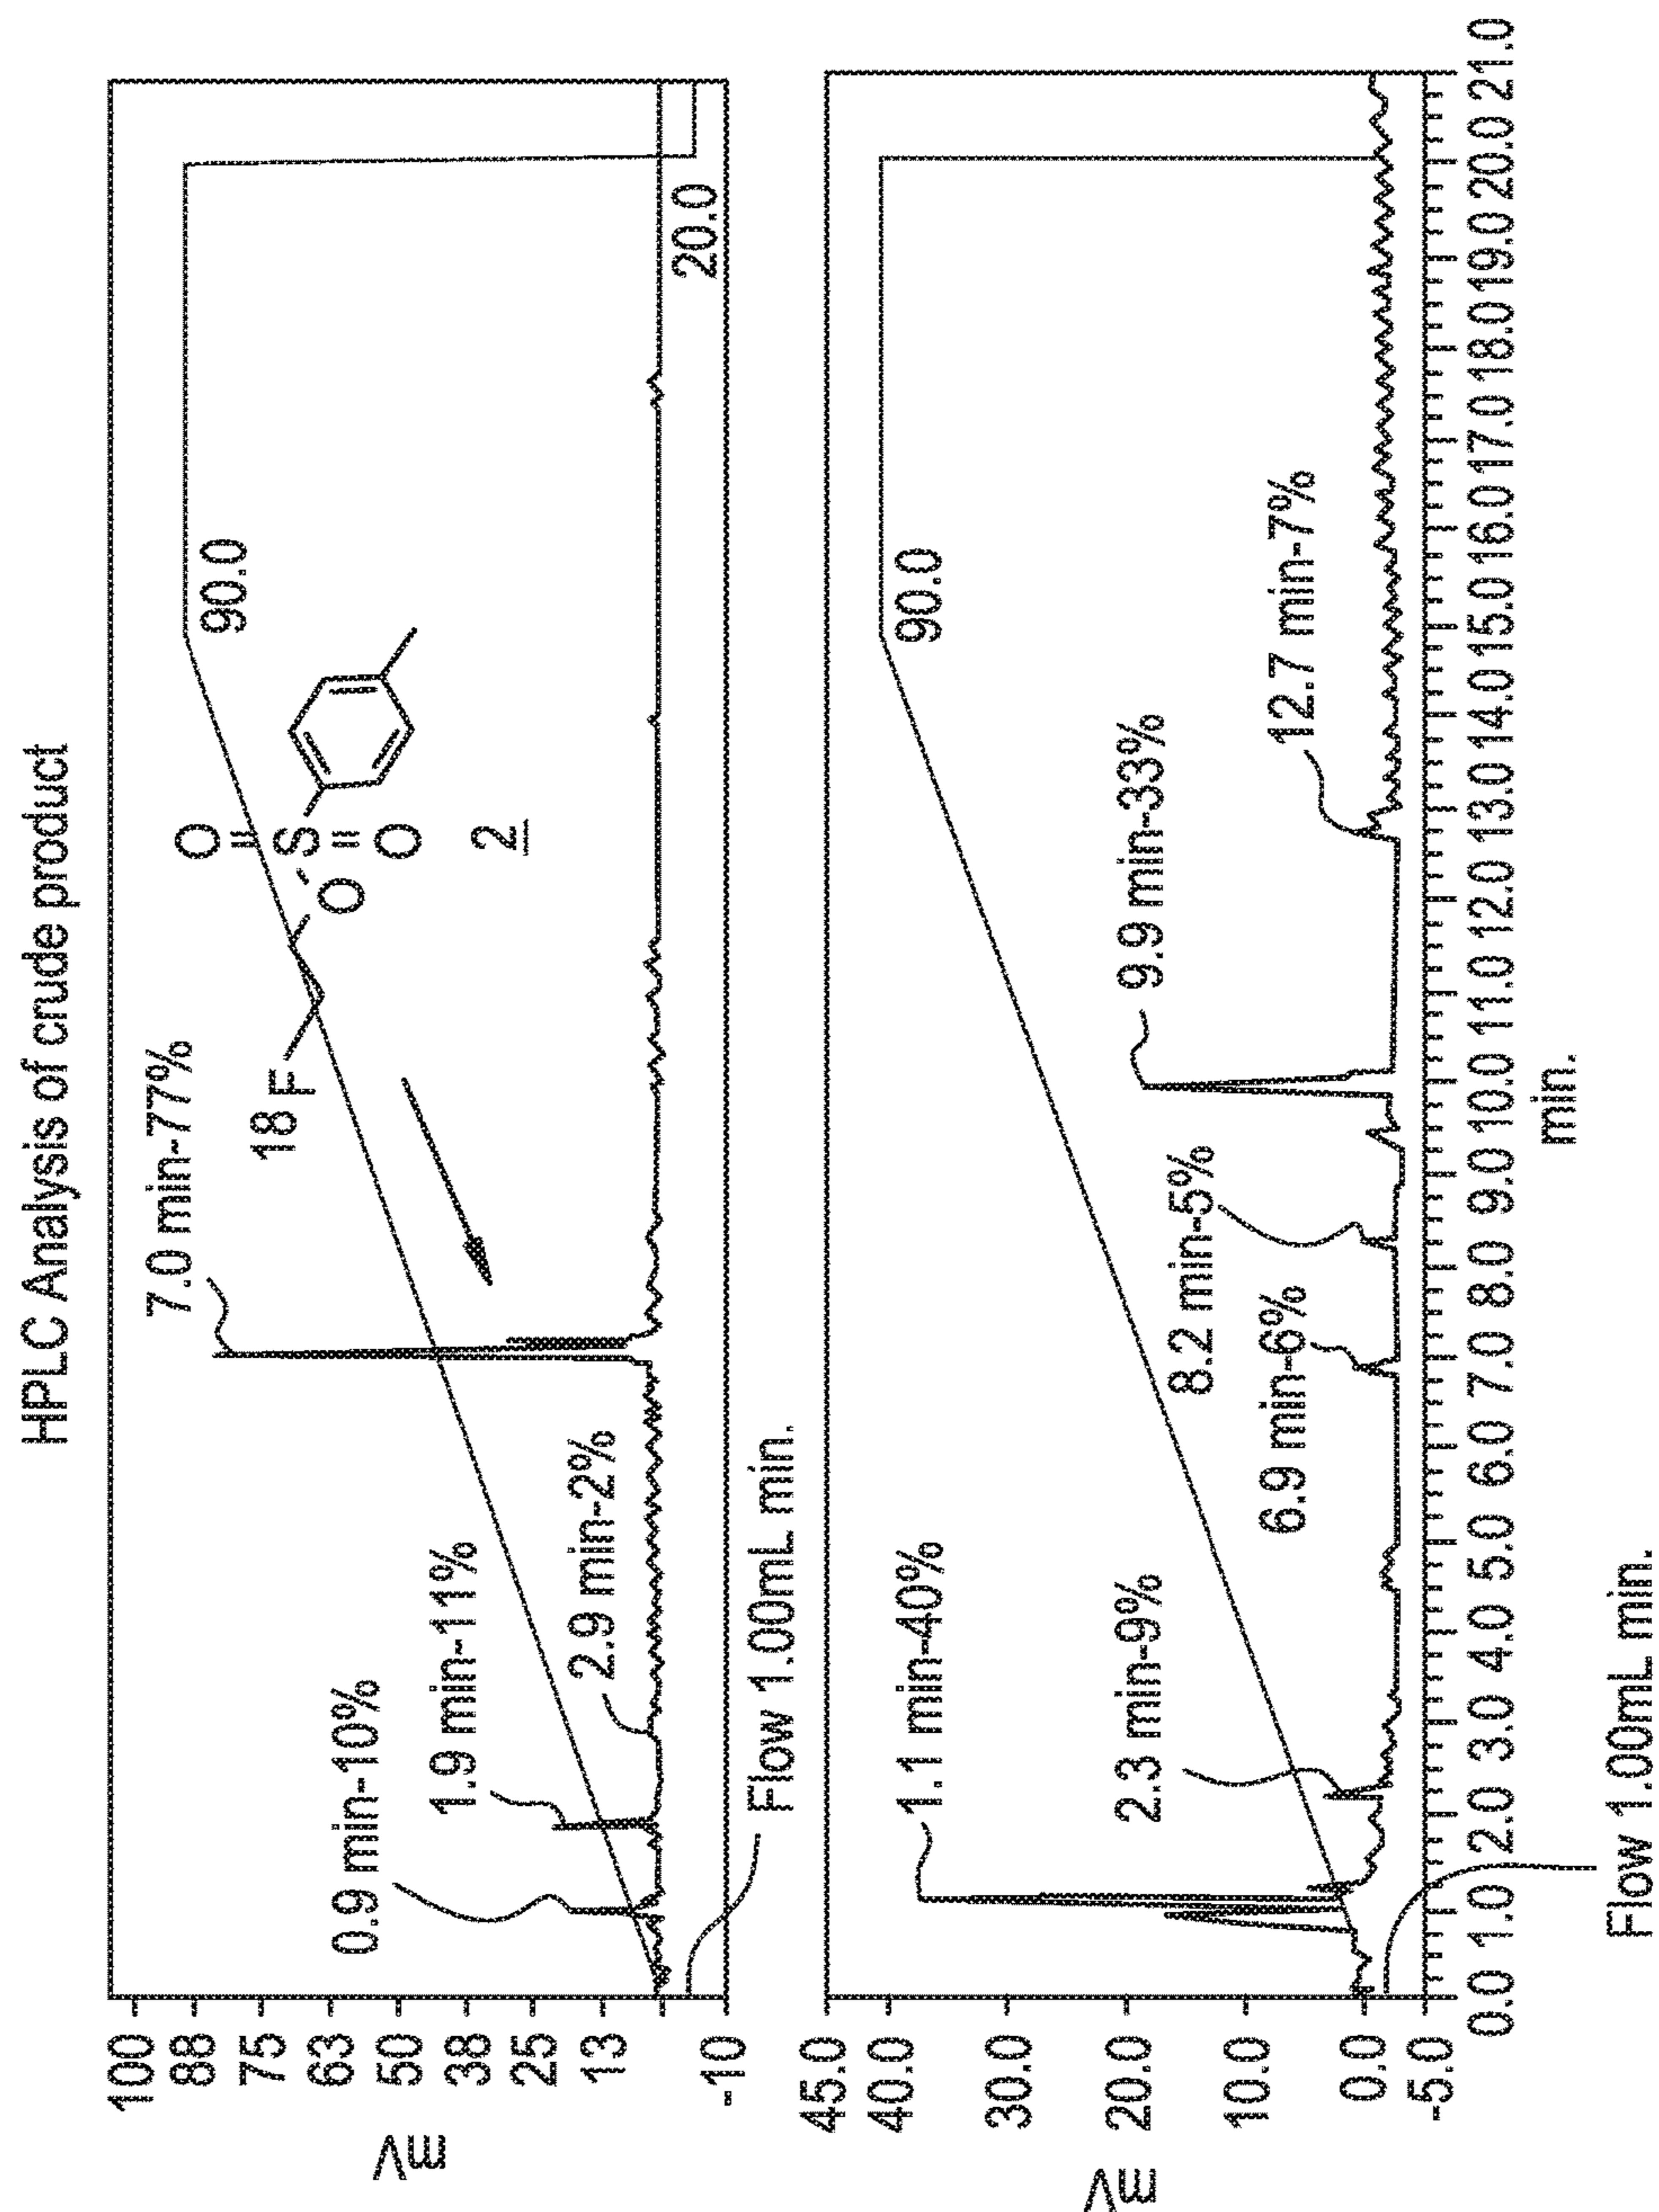 HPLC Analysis of crude product
mV
100
88
75
63
50
38
25
13
-10
0.9 min-10%
1.9 min-11%
2.9 min-2%
7.0 min-77%
18
F
O
O
S
O
2
90.0
20.0
Flow 1.00mL min.
mV
45.0
40.0
30.0
20.0
10.0
0.0
-5.0
1.1 min-40%
2.3 min-9%
6.9 min-6%
8.2 min-5%
9.9 min-33%
12.7 min-7%
90.0
0.0 1.0 2.0 3.0 4.0 5.0 6.0 7.0 8.0 9.0 10.0 11.0 12.0 13.0 14.0 15.0 16.0 17.0 18.0 19.0 20.0 21.0
min.
Flow 1.00mL min.